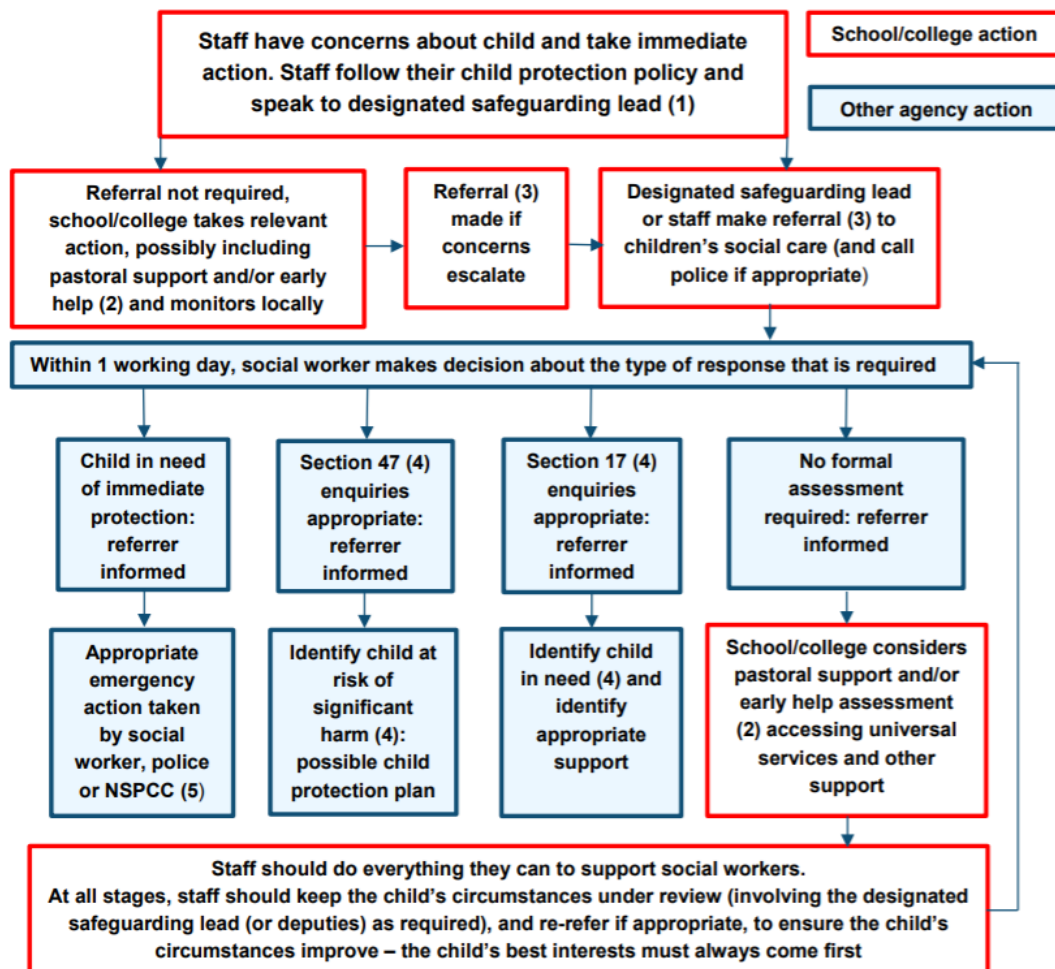 Staff have concerns about child and take immediate
action. Staff follow their child protection policy and
speak to designated safeguarding lead (1)
School/college action
Other agency action
Referral not required,
school/college takes relevant
action, possibly including
pastoral support and/or early
help (2) and monitors locally
Referral (3)
made if
concerns
escalate
Designated safeguarding lead
or staff make referral (3) to
children’s social care (and call
police if appropriate)
Within 1 working day, social worker makes decision about the type of response that is required
Child in need
of immediate
protection:
referrer
informed
Section 47 (4)
enquiries
appropriate:
referrer
informed
Section 17 (4)
enquiries
appropriate:
referrer
informed
No formal
assessment
required: referrer
informed
Appropriate
emergency
action taken
by social
worker, police
or NSPCC (5)
Identify child at
risk of
significant
harm (4):
possible child
protection plan
Identify child
in need (4) and
identify
appropriate
support
School/college considers
pastoral support and/or
early help assessment
(2) accessing universal
services and other
support
Staff should do everything they can to support social workers.
At all stages, staff should keep the child’s circumstances under review (involving the designated
safeguarding lead (or deputies) as required), and re-refer if appropriate, to ensure the child’s
circumstances improve – the child’s best interests must always come first